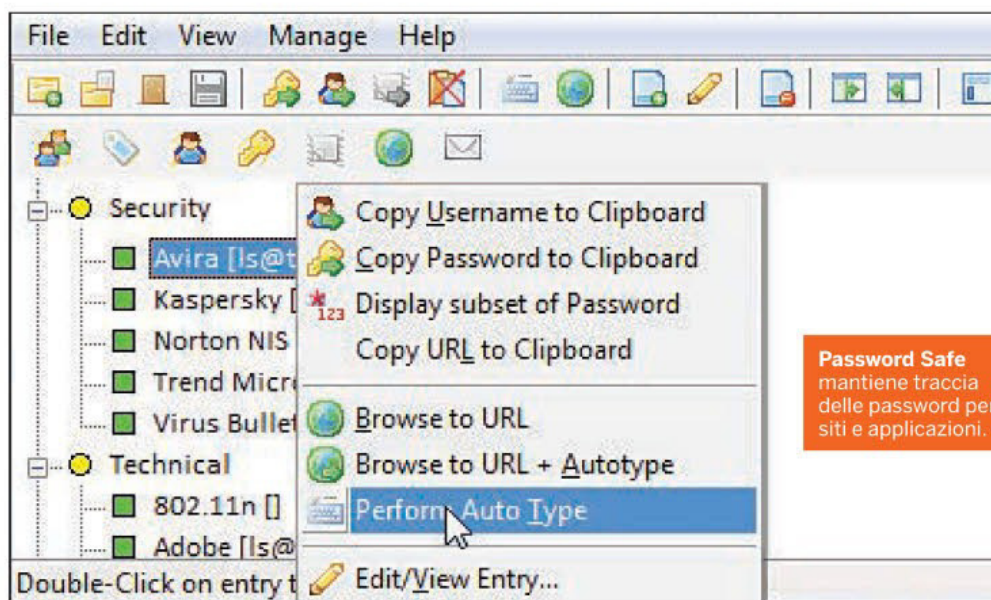 File Edit View Manage Help
Security
Avira [ls@t
Kaspersky [
Norton NIS
Trend Micr
Virus Bullet
Technical
802.11n []
Adobe [ls@
Double-Click on entry t
Copy Username to Clipboard
Copy Password to Clipboard
123
Display subset of Password
Copy URL to Clipboard
Browse to URL
Browse to URL + Autotype
Perform Auto Type
Edit/View Entry...
Password Safe
mantiene traccia
delle password per
siti e applicazioni.